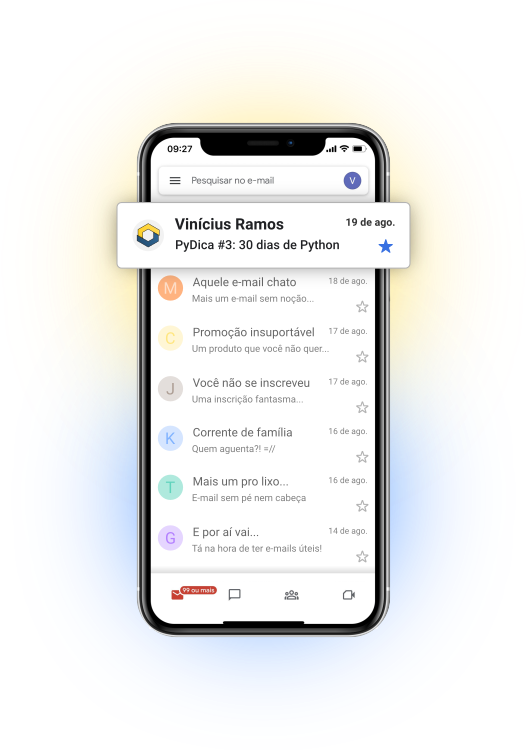 09:27
Pesquisar no e-mail
V
Vinícius Ramos
19 de ago.
PyDica #3: 30 dias de Python
M
Aquele e-mail chato
18 de ago.
Mais um e-mail sem noção...
C
Promoção insuportável
17 de ago.
Um produto que você não quer...
J
Você não se inscreveu
17 de ago.
Uma inscrição fantasma...
K
Corrente de família
16 de ago.
Quem aguenta?! =//
T
Mais um pro lixo...
16 de ago.
E-mail sem pé nem cabeça
G
E por aí vai...
14 de ago.
Tá na hora de ter e-mails úteis!
99 ou mais